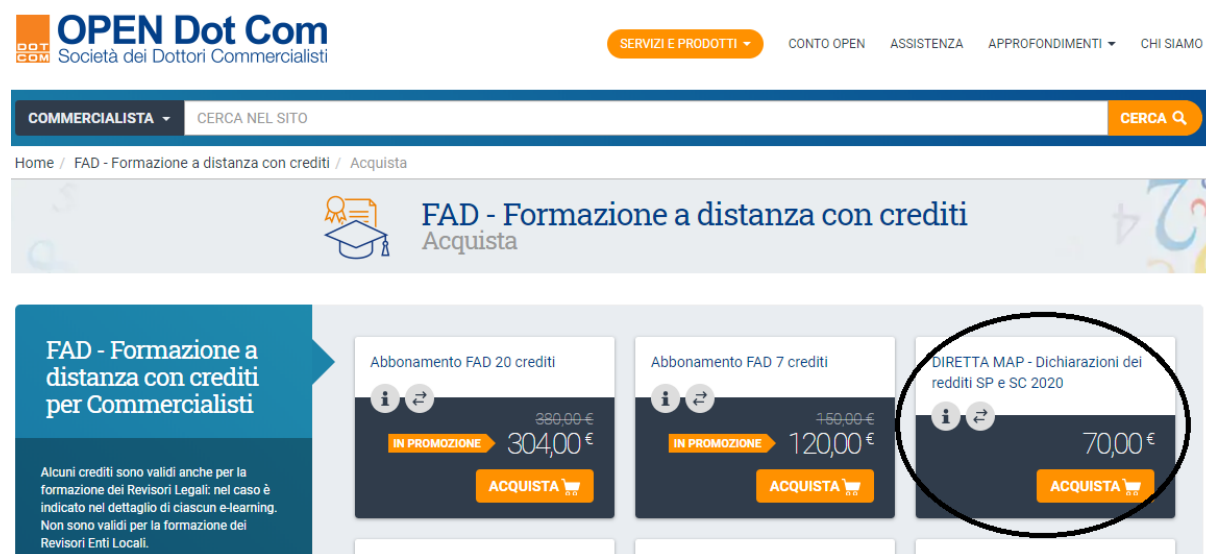 DOT
COM
OPEN Dot Com
Società dei Dottori Commercialisti
SERVIZI E PRODOTTI
CONTO OPEN
ASSISTENZA
APPROFONDIMENTI
CHI SIAMO
COMMERCIALISTA
CERCA NEL SITO
CERCA
Home / FAD - Formazione a distanza con crediti / Acquista
FAD - Formazione a distanza con crediti
Acquista
FAD - Formazione a
distanza con crediti
per Commercialisti
Alcuni crediti sono validi anche per la
formazione dei Revisori Legali: nel caso è
indicato nel dettaglio di ciascun e-learning.
Non sono validi per la formazione dei
Revisori Enti Locali.
Abbonamento FAD 20 crediti
380,00 €
IN PROMOZIONE
304,00 €
ACQUISTA
Abbonamento FAD 7 crediti
150,00 €
IN PROMOZIONE
120,00 €
ACQUISTA
DIRETTA MAP - Dichiarazioni dei
redditi SP e SC 2020
70,00 €
ACQUISTA